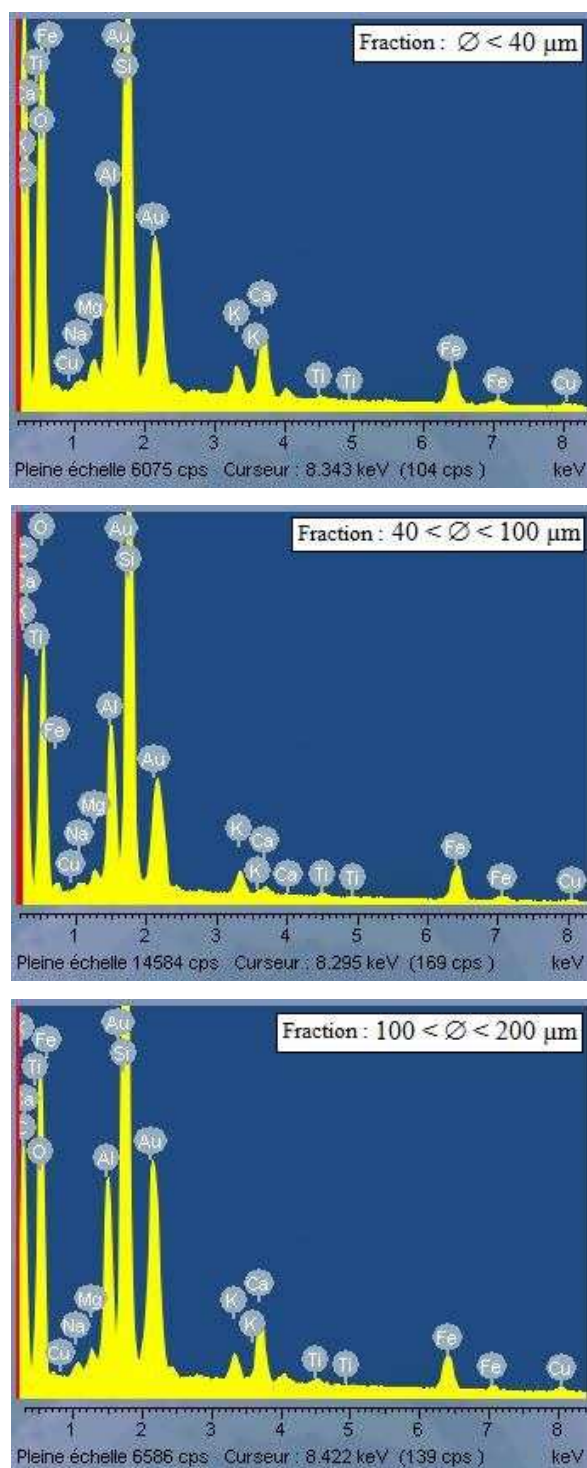 Fe Au
Fraction : ∅ < 40 μm
Ti Si
Ca
O
K
C Al
Au
Mg Ca
Na K
Cu K Fe
Ti Ti Fe Cu
1 2 3 4 5 6 7 8
Pleine échelle 6075 cps Curseur : 8.343 keV (104 cps ) keV
O Au
Fraction : 40 < ∅ < 100 μm
C Si
Ca
K
Ti Al
Fe Au
Mg
Na K Ca Fe
Cu K Ca Ti Ti Fe Cu
1 2 3 4 5 6 7 8
Pleine échelle 14584 cps Curseur : 8.295 keV (169 cps ) keV
K Fe Au
Fraction : 100 < ∅ < 200 μm
Ti Si
Ca
C
O Al Au
Mg Ca
Na K
Cu K Fe
Ti Ti Fe Cu
1 2 3 4 5 6 7 8
Pleine échelle 6586 cps Curseur : 8.422 keV (139 cps ) keV